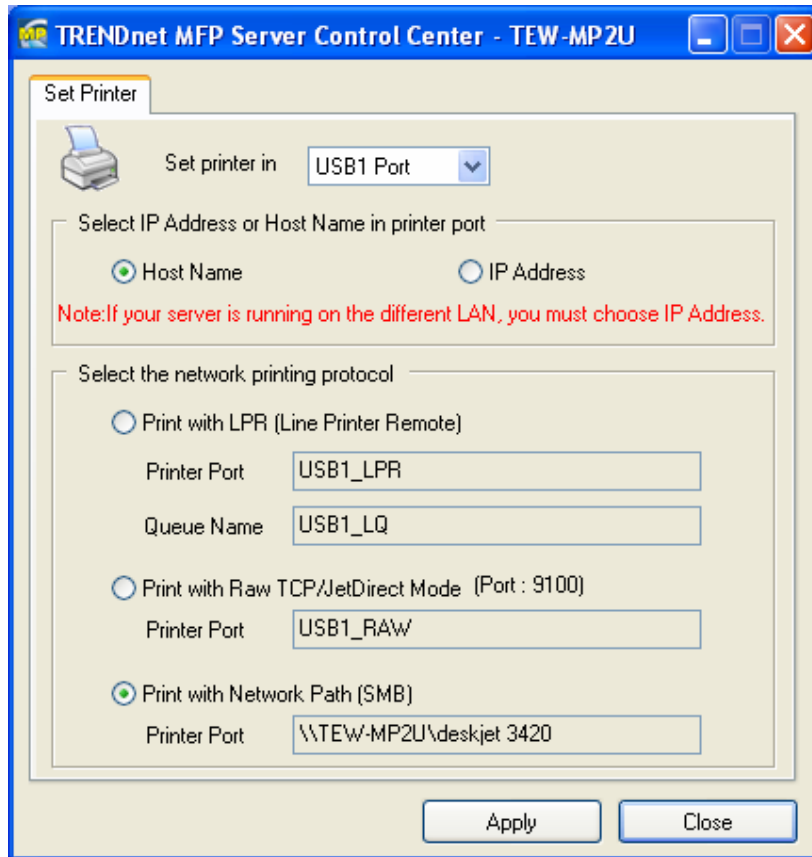 TRENDnet MFP Server Control Center - TEW-MP2U
Set Printer
Set printer in USB1 Port
Select IP Address or Host Name in printer port
Host Name IP Address
Note:If your server is running on the different LAN, you must choose IP Address.
Select the network printing protocol
Print with LPR (Line Printer Remote)
Printer Port USB1_LPR
Queue Name USB1_LQ
Print with Raw TCP/JetDirect Mode (Port : 9100)
Printer Port USB1_RAW
Print with Network Path (SMB)
Printer Port \\TEW-MP2U\deskjet 3420
Apply Close